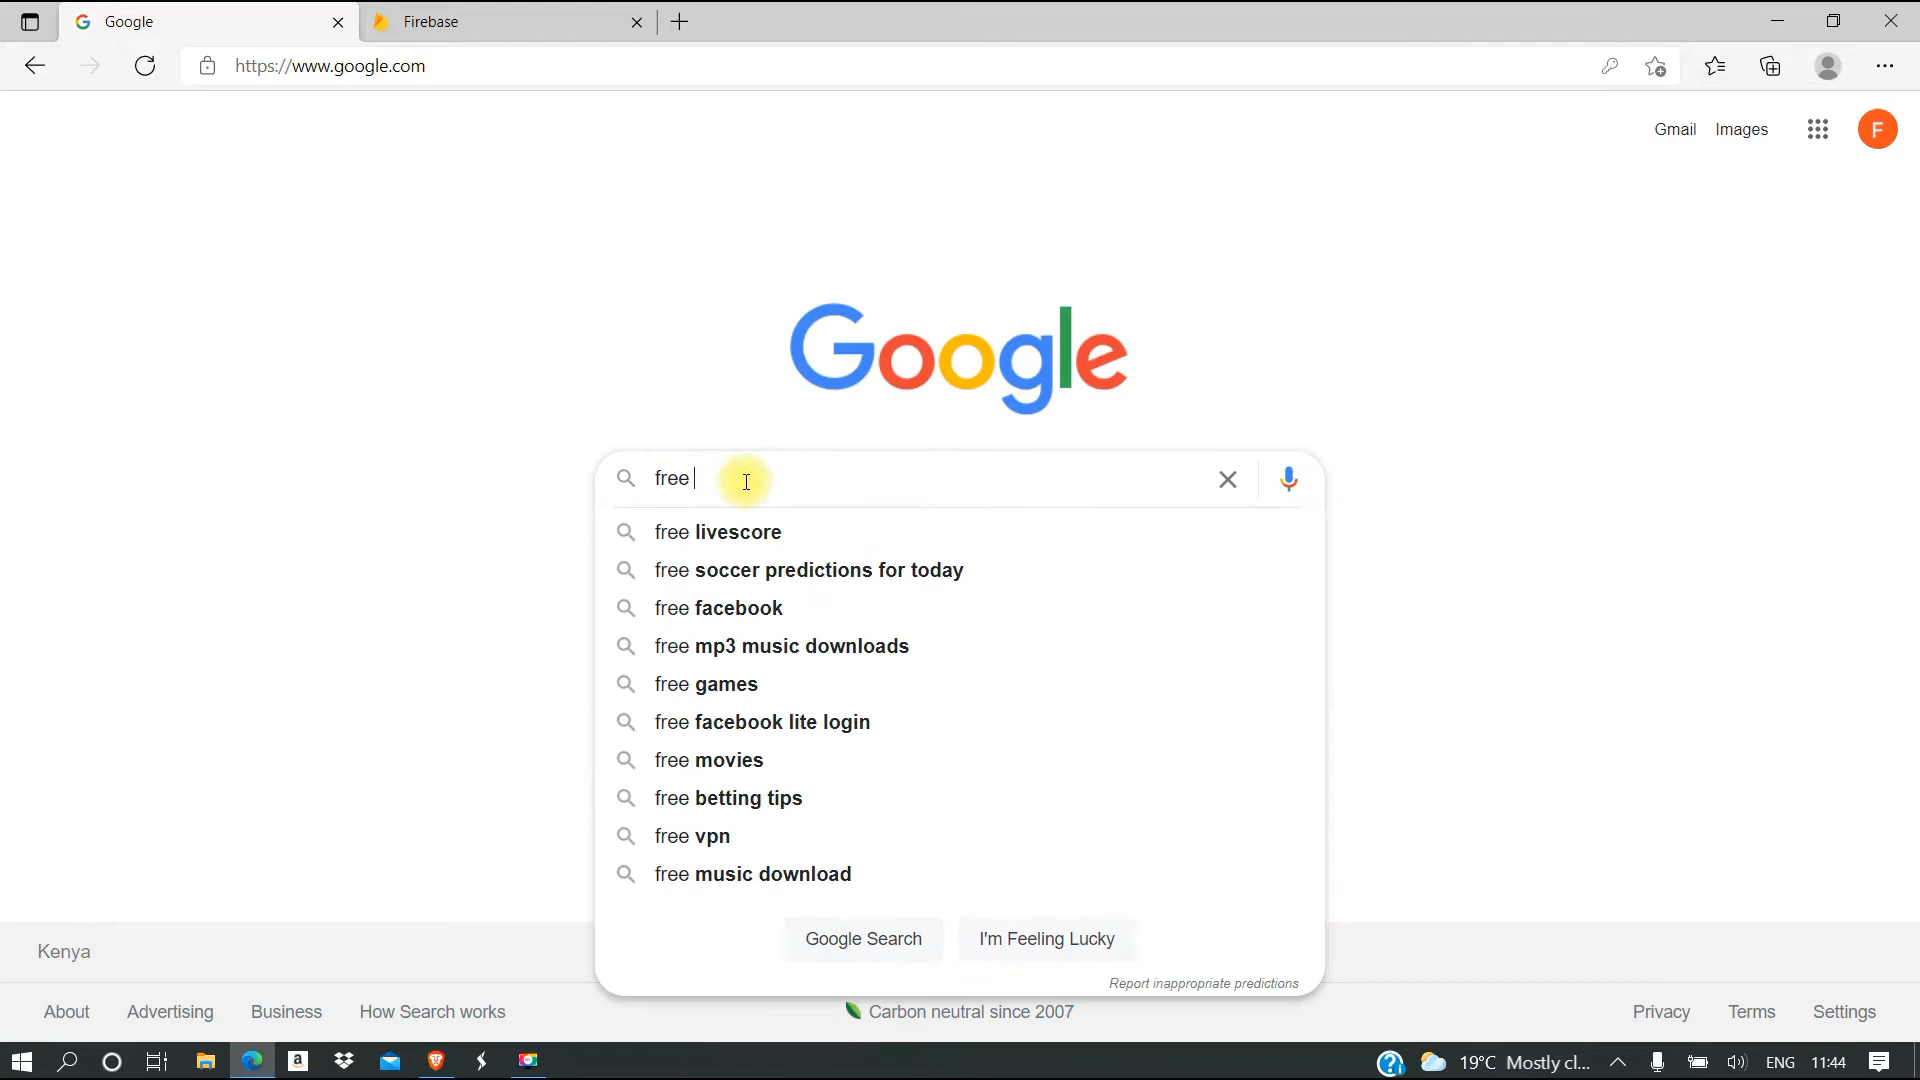 Google
Firebase
https://www.google.com
Gmail Images
F
Google
free
free livescore
free soccer predictions for today
free facebook
free mp3 music downloads
free games
free facebook lite login
free movies
free betting tips
free vpn
free music download
Google Search I'm Feeling Lucky
Report inappropriate predictions
Kenya
About Advertising Business How Search works Carbon neutral since 2007 Privacy Terms Settings
19°C Mostly cl... ENG 11:44